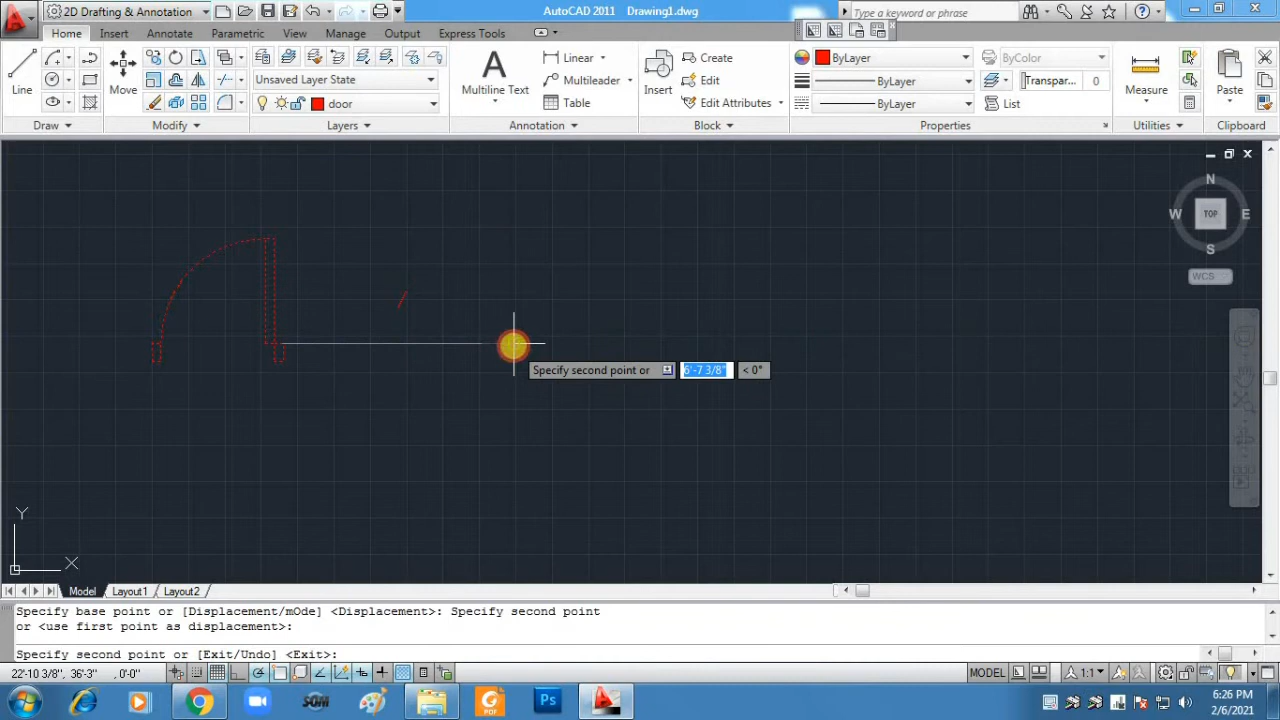 2D Drafting & Annotation
AutoCAD 2011 Drawing1.dwg
Type a keyword or phrase
Home Insert Annotate Parametric View Manage Output Express Tools
Line
Move
Unsaved Layer State
door
Multiline Text
Linear
Multileader
Table
Insert
Create
Edit
Edit Attributes
ByLayer
ByLayer
ByLayer
ByColor
Transpar... 0
List
Measure
Paste
Draw Modify Layers Annotation Block Properties Utilities Clipboard
N
W TOP E
S
WCS
Specify second point or 6'-7 3/8" < 0°
Y
X
Model Layout1 Layout2
Specify base point or [Displacement/mOde] <Displacement>: Specify second point
or <use first point as displacement>:
Specify second point or [Exit/Undo] <Exit>:
22'-10 3/8", 36'-3" , 0'-0"
MODEL
1:1
SOM
PDF
Ps
6:26 PM
2/6/2021